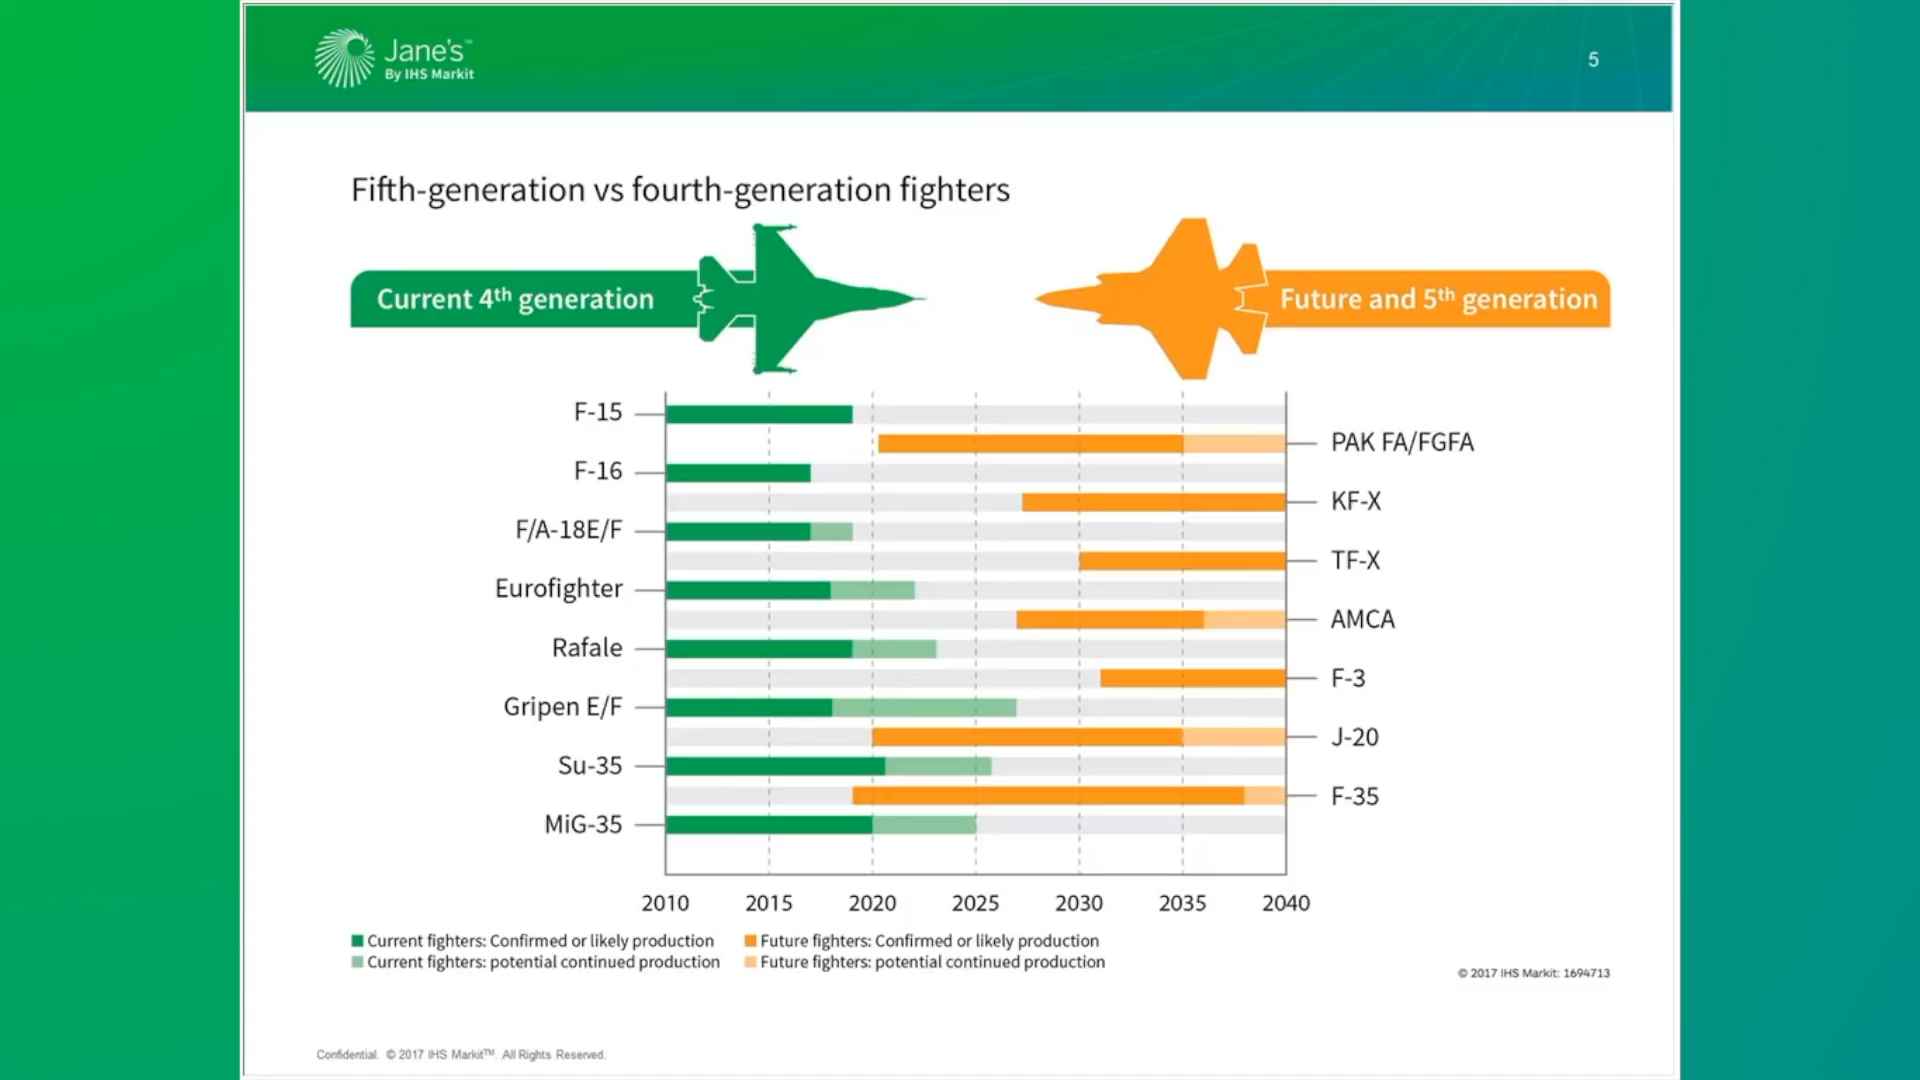 Jane's™
By IHS Markit
5
Fifth-generation vs fourth-generation fighters
Current 4th generation
Future and 5th generation
F-15
PAK FA/FGFA
F-16
KF-X
F/A-18E/F
TF-X
Eurofighter
AMCA
Rafale
F-3
Gripen E/F
J-20
Su-35
F-35
MiG-35
2010 2015 2020 2025 2030 2035 2040
Current fighters: Confirmed or likely production Future fighters: Confirmed or likely production
Current fighters: potential continued production Future fighters: potential continued production
© 2017 IHS Markit: 1694713
Confidential. © 2017 IHS Markit™. All Rights Reserved.